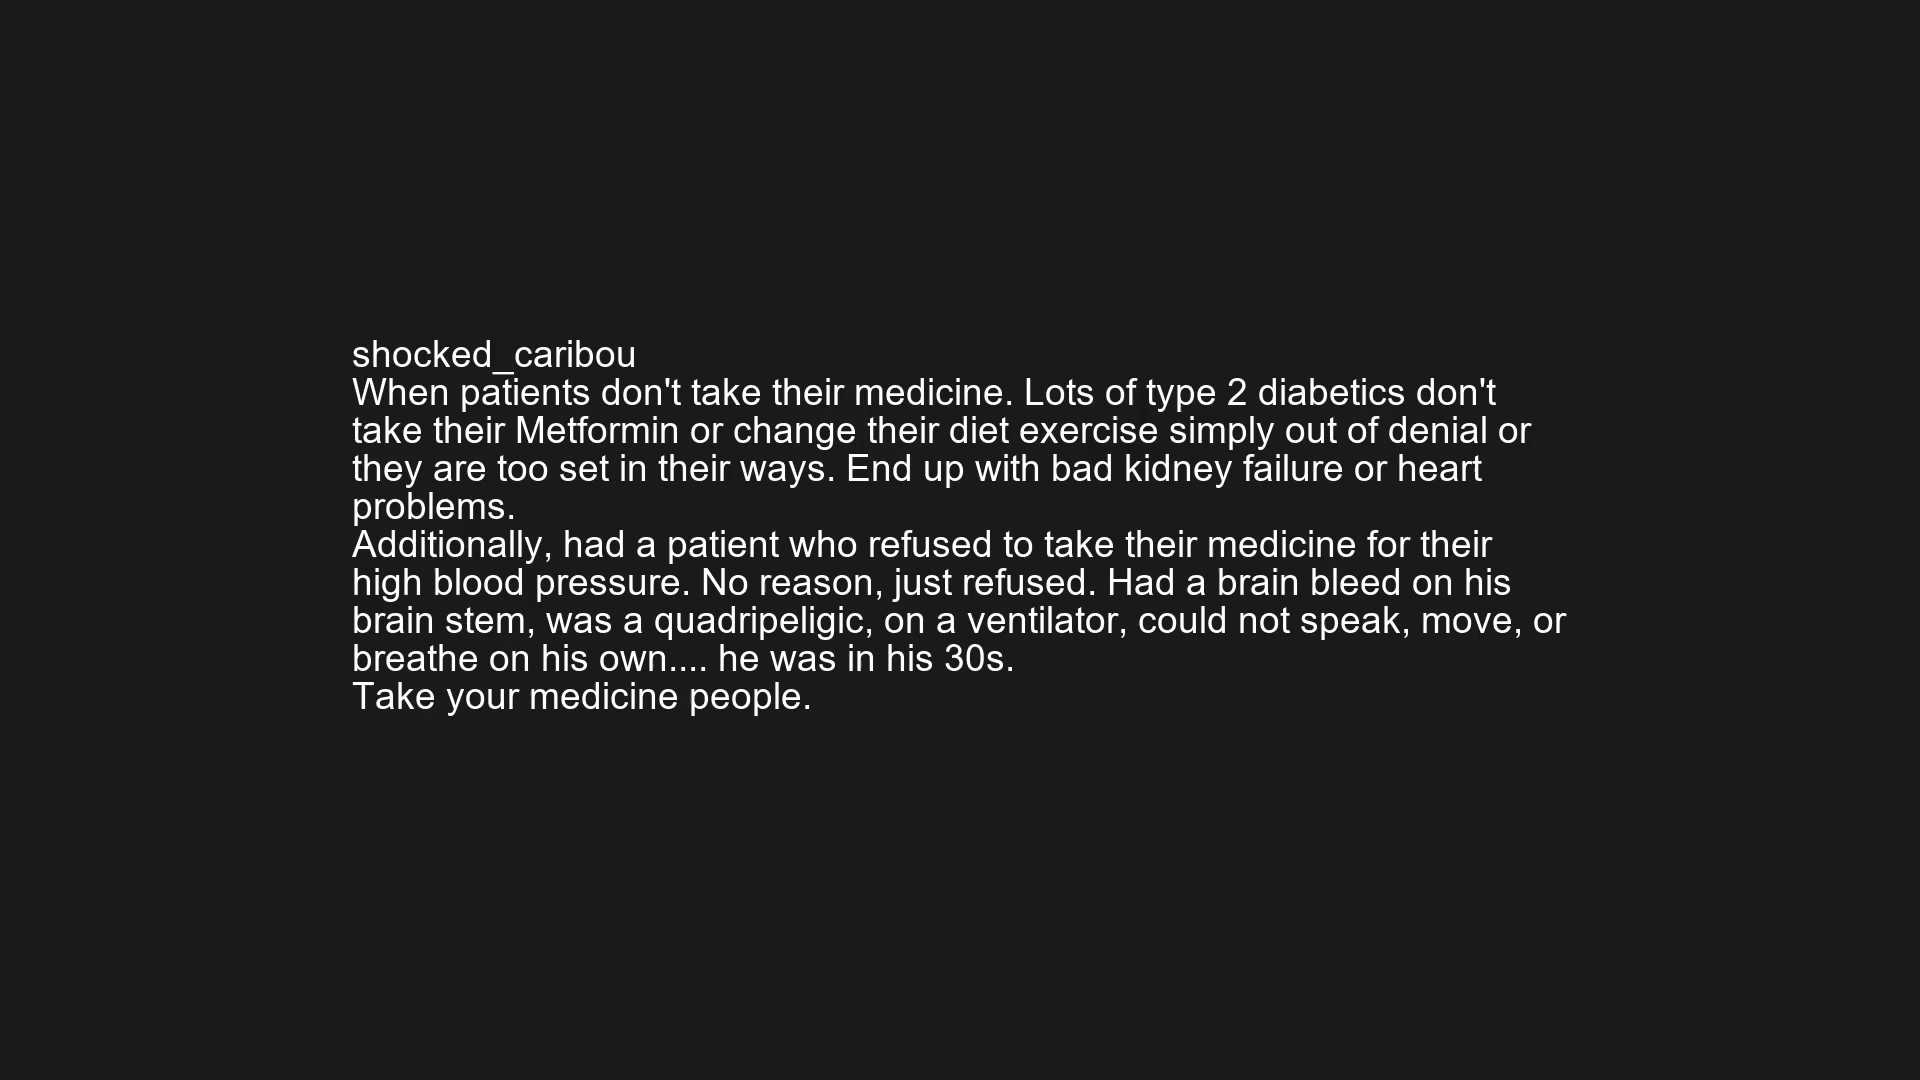 shocked_caribou
When patients don't take their medicine. Lots of type 2 diabetics don't
take their Metformin or change their diet exercise simply out of denial or
they are too set in their ways. End up with bad kidney failure or heart
problems.
Additionally, had a patient who refused to take their medicine for their
high blood pressure. No reason, just refused. Had a brain bleed on his
brain stem, was a quadripeligic, on a ventilator, could not speak, move, or
breathe on his own.... he was in his 30s.
Take your medicine people.